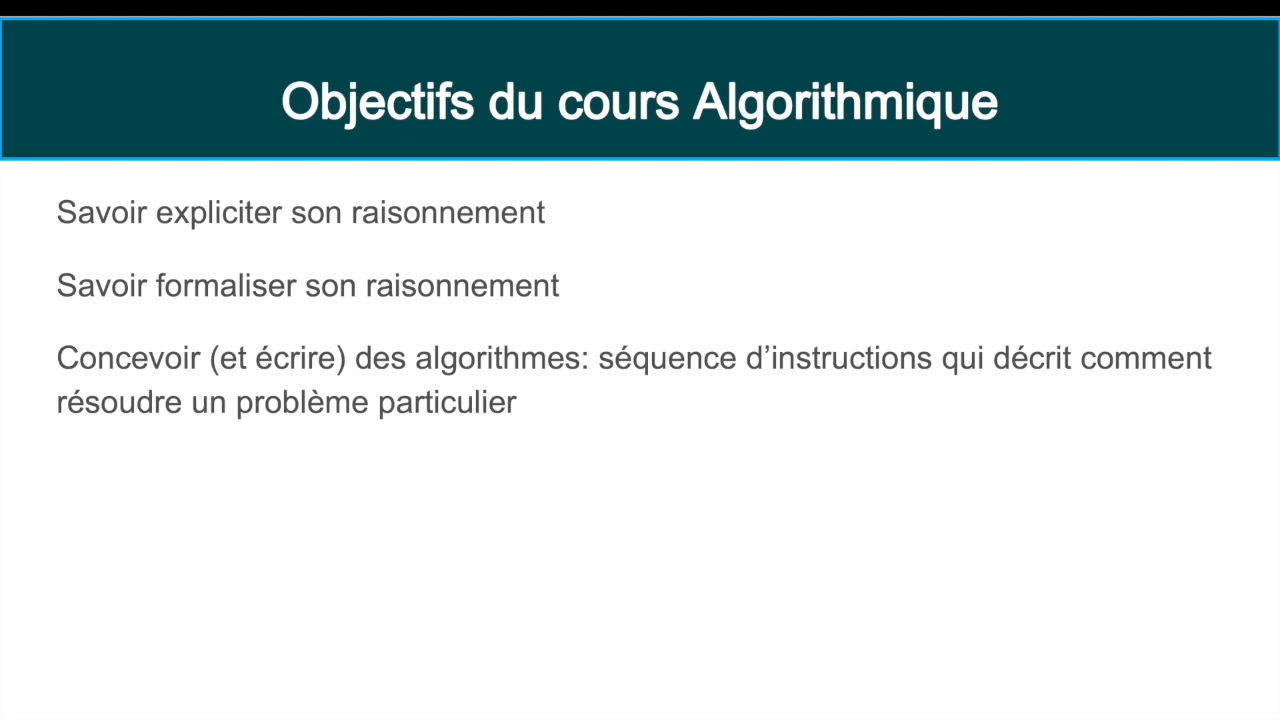 Objectifs du cours Algorithmique
Savoir expliciter son raisonnement
Savoir formaliser son raisonnement
Concevoir (et écrire) des algorithmes: séquence d’instructions qui décrit comment
résoudre un problème particulier